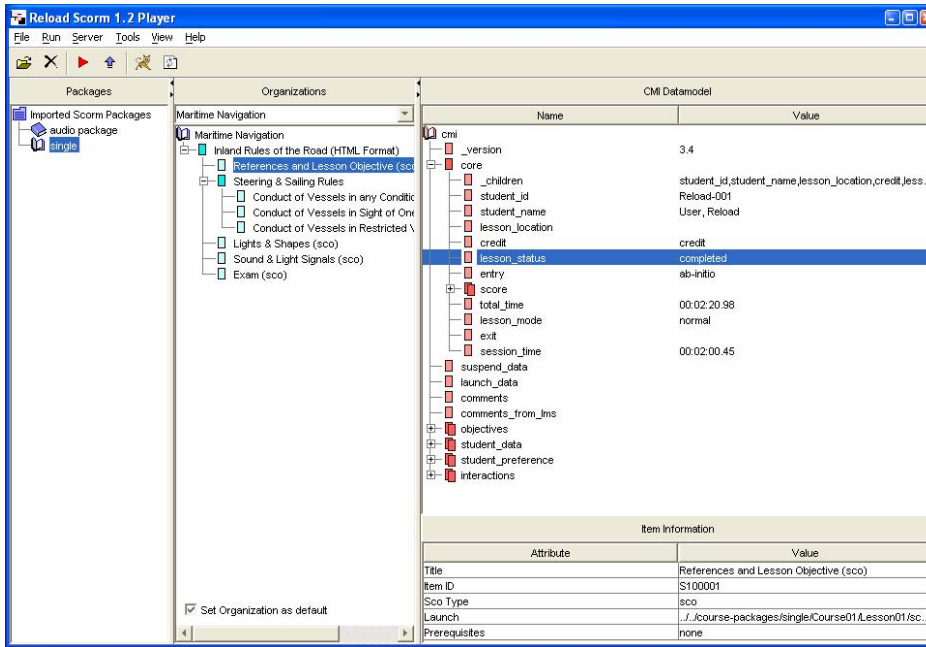 Reload Scorm 1.2 Player
File Run Server Tools View Help
Packages
Imported Scorm Packages
audio package
single
Organizations
Maritime Navigation
Maritime Navigation
Inland Rules of the Road (HTML Format)
References and Lesson Objective (sco
Steering & Sailing Rules
Conduct of Vessels in any Conditic
Conduct of Vessels in Sight of One
Conduct of Vessels in Restricted \
Lights & Shapes (sco)
Sound & Light Signals (sco)
Exam (sco)
Set Organization as default
CMI Datamodel
Name Value
cmi
_version 3.4
core
_children student_id,student_name,lesson_location,credit,less...
student_id Reload-001
student_name User, Reload
lesson_location
credit credit
lesson_status completed
entry ab-initio
score
total_time 00:02:20.98
lesson_mode normal
exit
session_time 00:02:00.45
suspend_data
launch_data
comments
comments_from_lms
objectives
student_data
student_preference
interactions
Item Information
Attribute Value
Title References and Lesson Objective (sco)
Item ID S100001
Sco Type sco
Launch ../../course-packages/single/Course01/Lesson01/sc...
Prerequisites none